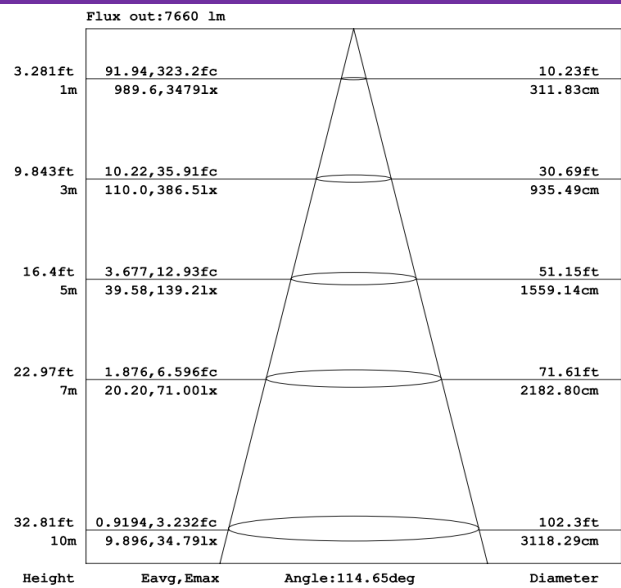 Flux out:7660 lm
3.281ft 91.94,323.2fc 10.23ft
1m 989.6,3479lx 311.83cm
9.843ft 10.22,35.91fc 30.69ft
3m 110.0,386.5lx 935.49cm
16.4ft 3.677,12.93fc 51.15ft
5m 39.58,139.2lx 1559.14cm
22.97ft 1.876,6.596fc 71.61ft
7m 20.20,71.00lx 2182.80cm
32.81ft 0.9194,3.232fc 102.3ft
10m 9.896,34.79lx 3118.29cm
Height Eavg,Emax Angle:114.65deg Diameter